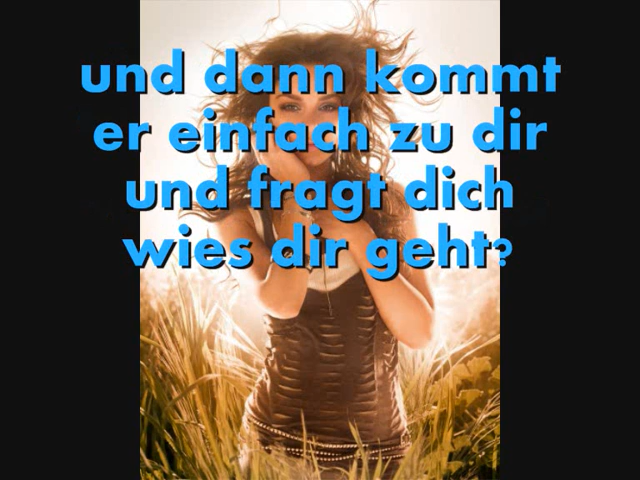 und dann kommt
er einfach zu dir
und fragt dich
wies dir geht?